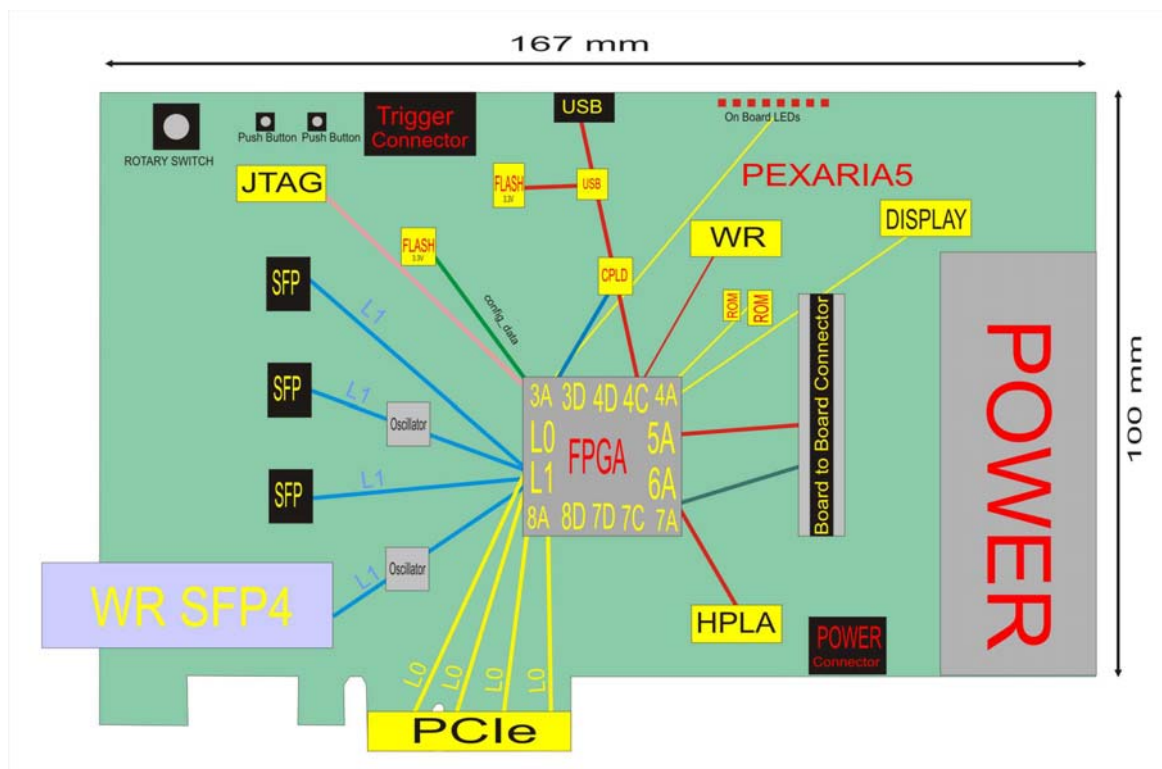 167 mm
USB
On Board LEDs
Trigger
Connector
Push Button
Push Button
ROTARY SWITCH
JTAG
FLASH
3.3V
USB
PEXARIA5
DISPLAY
WR
FLASH
3.3V
CPLD
SFP
L1
config_data
ROM
ROM
Board to Board Connector
POWER
100 mm
SFP
L1
Oscillator
3A 3D 4D 4C 4A
L0
FPGA
5A
L1
6A
8A 8D 7D 7C 7A
SFP
L1
Oscillator
L1
WR SFP4
HPLA
POWER
Connector
L0
L0
L0
L0
PCIe